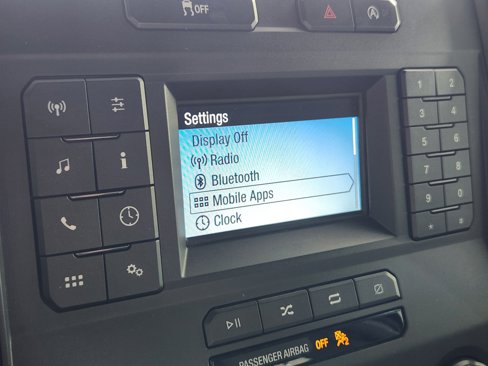 OFF
Settings
Display Off
Radio
Bluetooth
Mobile Apps
Clock
i
1 2
3 4
5 6
7 8
9 0
* #
PASSENGER AIRBAG OFF 2